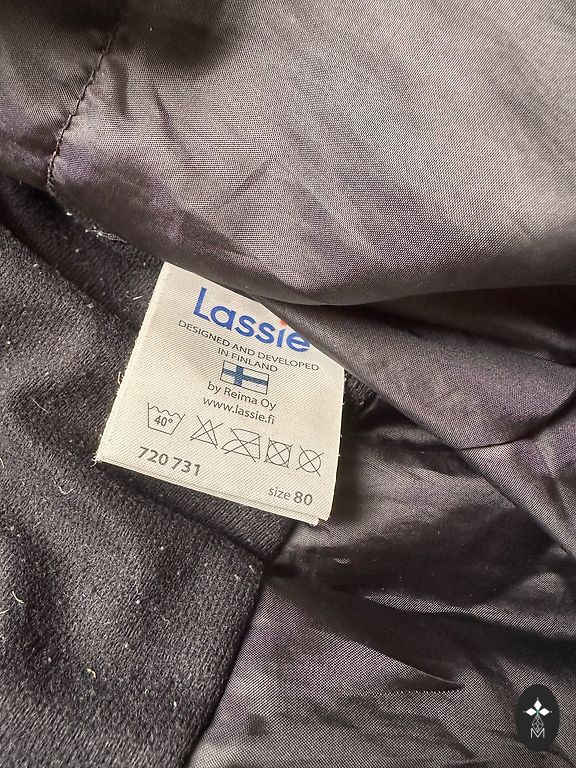 Lassie
DESIGNED AND DEVELOPED
IN FINLAND
by Reima Oy
www.lassie.fi
40°
720 731
size 80
M